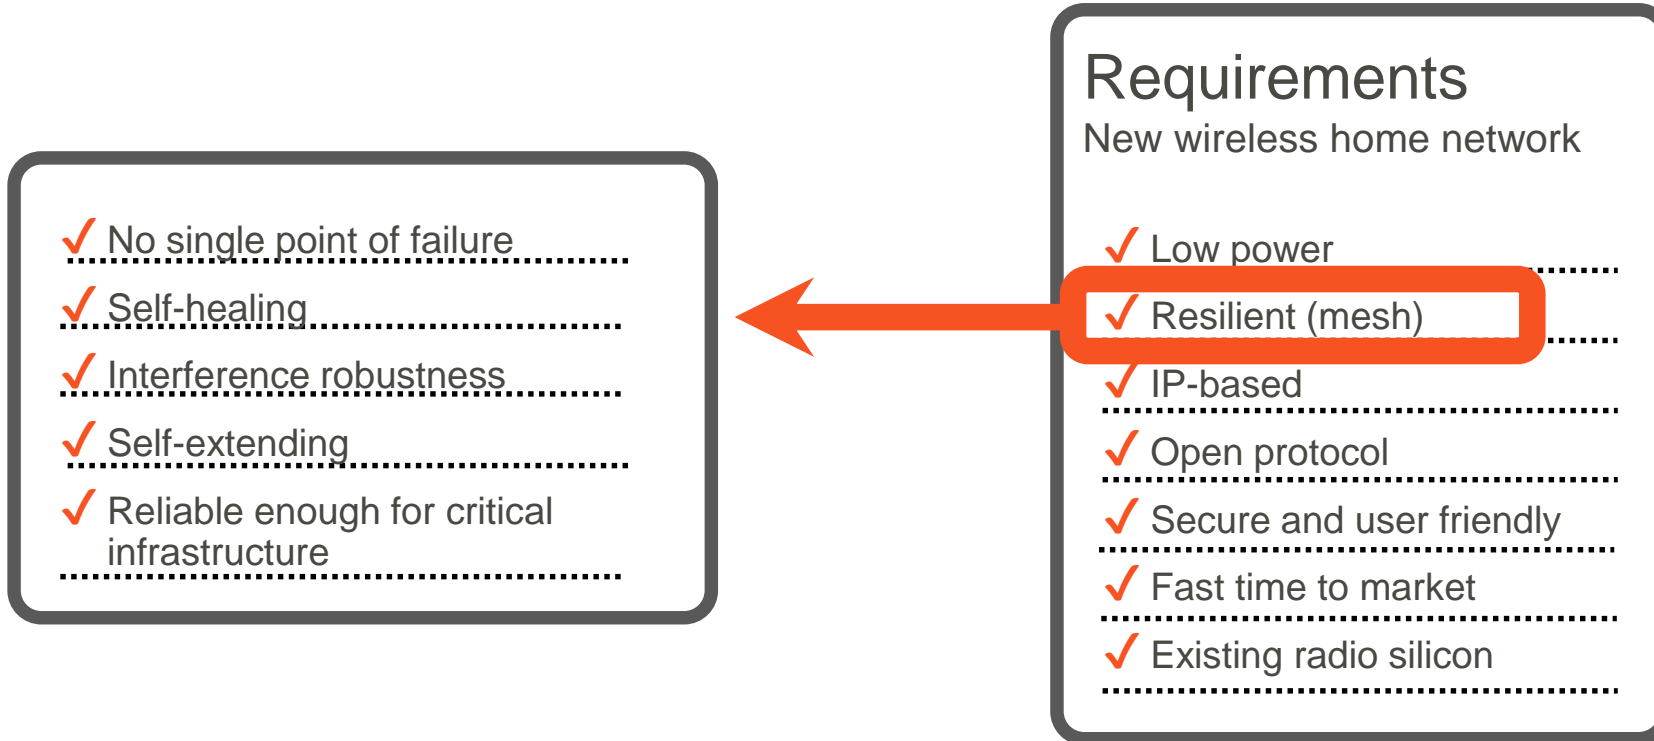 Requirements
New wireless home network
No single point of failure
Self-healing
Interference robustness
Self-extending
Reliable enough for critical
infrastructure
Low power
Resilient (mesh)
IP-based
Open protocol
Secure and user friendly
Fast time to market
Existing radio silicon